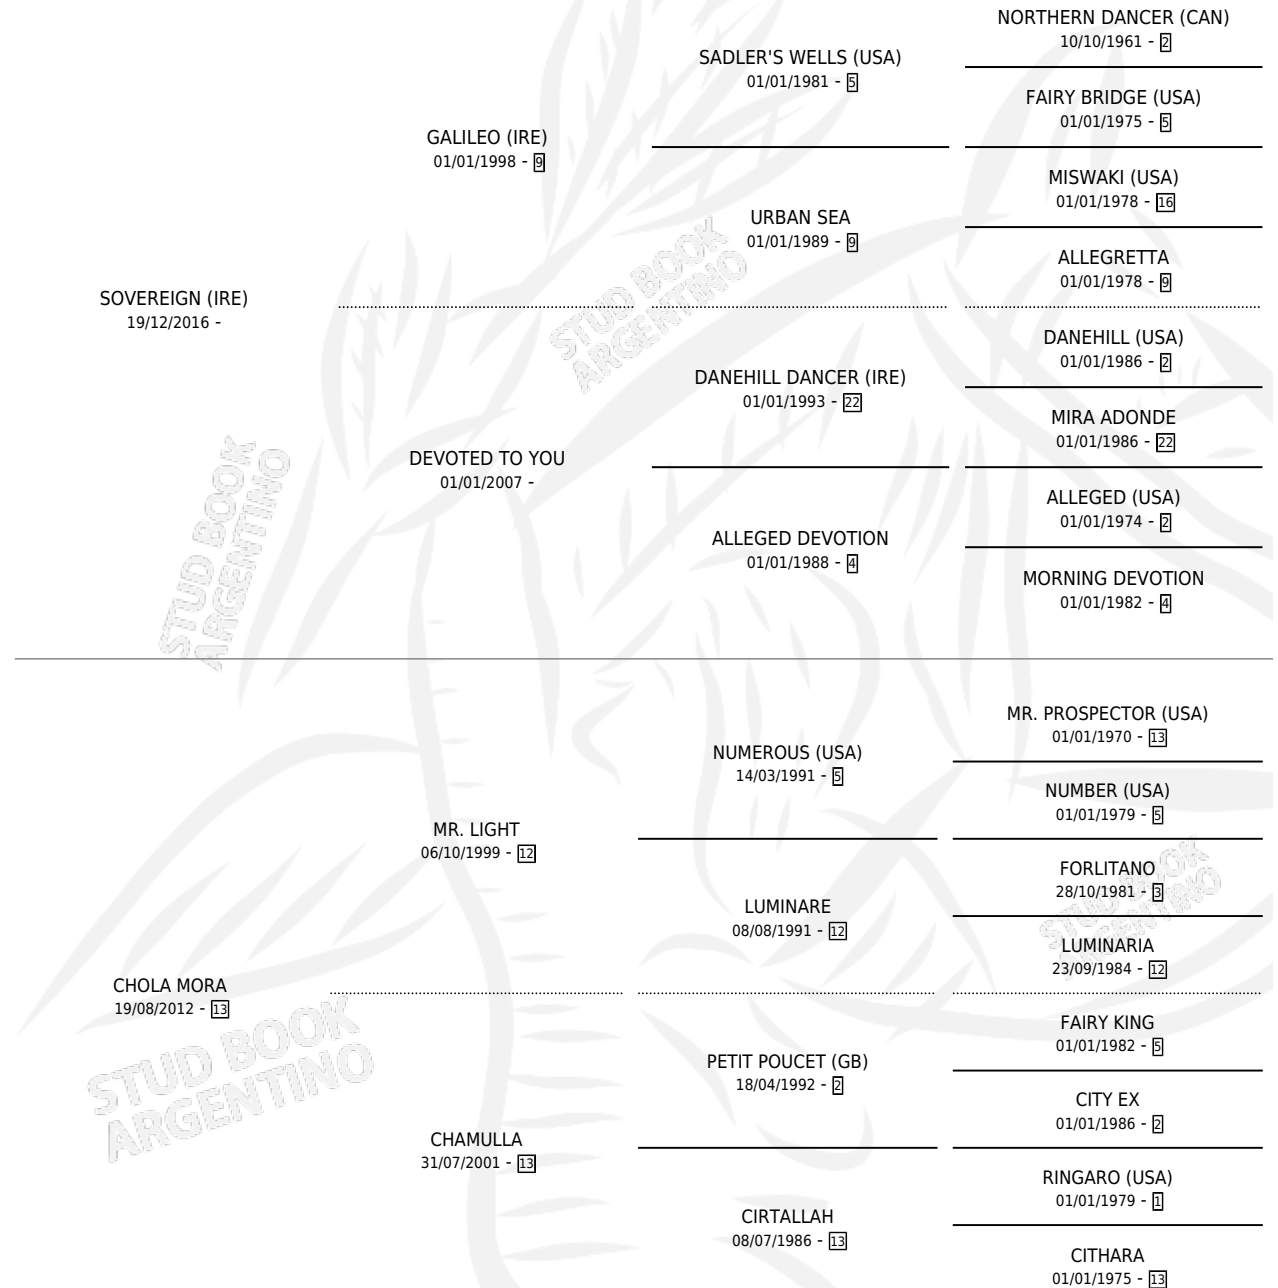 NORTHERN DANCER (CAN)
10/10/1961 - 2
SADLER'S WELLS (USA)
01/01/1981 - 5
FAIRY BRIDGE (USA)
01/01/1975 - 5
GALILEO (IRE)
01/01/1998 - 9
MISWAKI (USA)
01/01/1978 - 16
URBAN SEA
01/01/1989 - 9
ALLEGRETTA
01/01/1978 - 9
SOVEREIGN (IRE)
19/12/2016 -
STUD BOOK
ARGENTINO
DANEHILL (USA)
01/01/1986 - 2
DANEHILL DANCER (IRE)
01/01/1993 - 22
MIRA ADONDE
01/01/1986 - 22
DEVOTED TO YOU
01/01/2007 -
ALLEGED (USA)
01/01/1974 - 2
ALLEGED DEVOTION
01/01/1988 - 4
MORNING DEVOTION
01/01/1982 - 4
STUD BOOK
ARGENTINO
MR. PROSPECTOR (USA)
01/01/1970 - 13
NUMEROUS (USA)
14/03/1991 - 5
NUMBER (USA)
01/01/1979 - 5
MR. LIGHT
06/10/1999 - 12
FORLITANO
28/10/1981 - 3
LUMINARE
08/08/1991 - 12
LUMINARIA
23/09/1984 - 12
STUD BOOK
ARGENTINO
CHOLA MORA
19/08/2012 - 13
STUD BOOK
ARGENTINO
FAIRY KING
01/01/1982 - 5
PETIT POUCET (GB)
18/04/1992 - 2
CITY EX
01/01/1986 - 2
CHAMULLA
31/07/2001 - 13
RINGARO (USA)
01/01/1979 - 1
CIRTALLAH
08/07/1986 - 13
CITHARA
01/01/1975 - 13